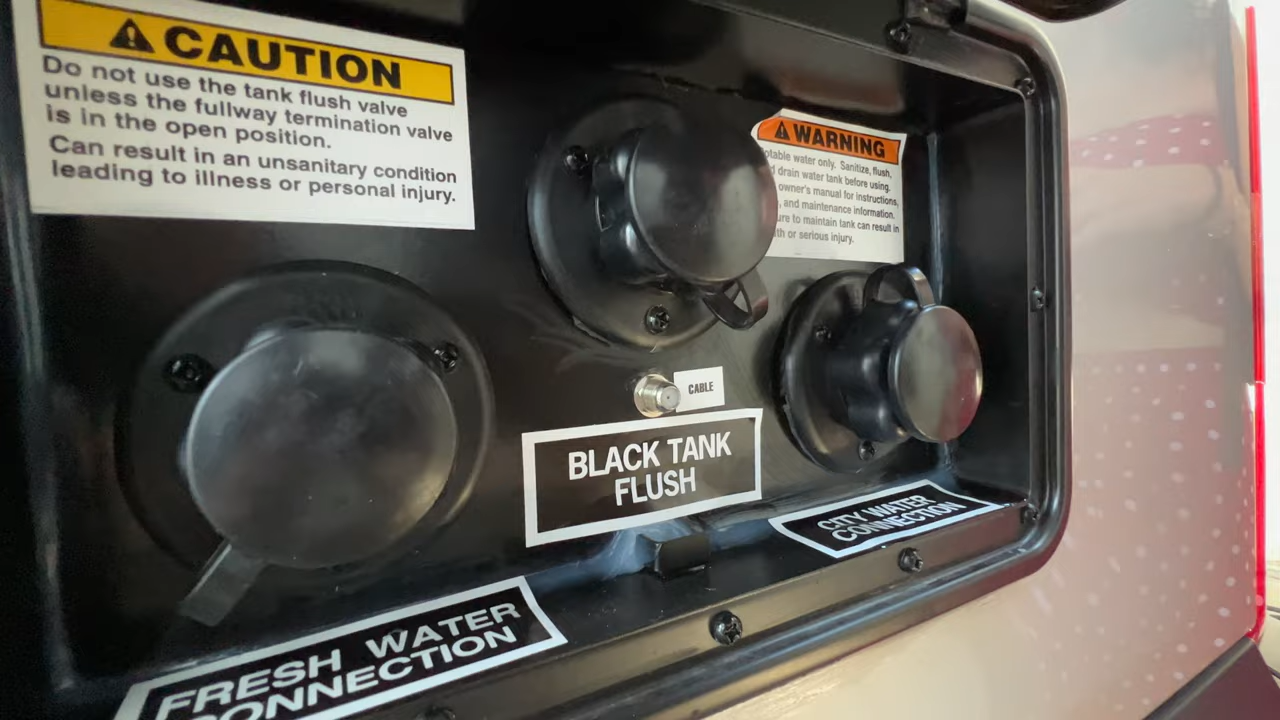 CAUTION
Do not use the tank flush valve
unless the fullway termination valve
is in the open position.
Can result in an unsanitary condition
leading to illness or personal injury.
WARNING
water only. Sanitize, flush,
drain water tank before using.
owner's manual for instructions,
and maintenance information.
to maintain tank can result in
or serious injury.
CABLE
BLACK TANK
FLUSH
CITY WATER
CONNECTION
FRESH WATER
CONNECTION